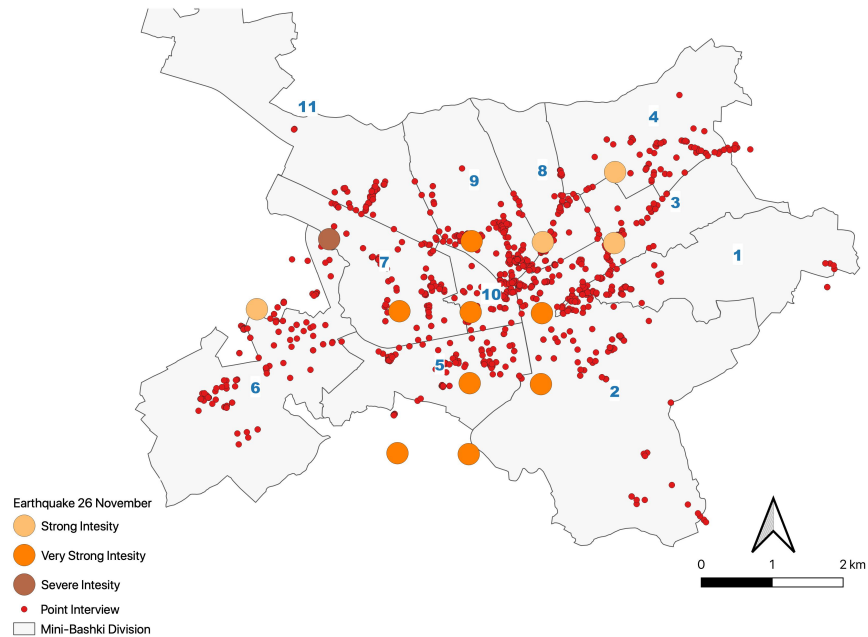 11
4
9
8
3
1
7
10
5
6
2
Earthquake 26 November
Strong Intesity
Very Strong Intesity
Severe Intesity
Point Interview
Mini-Bashki Division
0 1 2 km